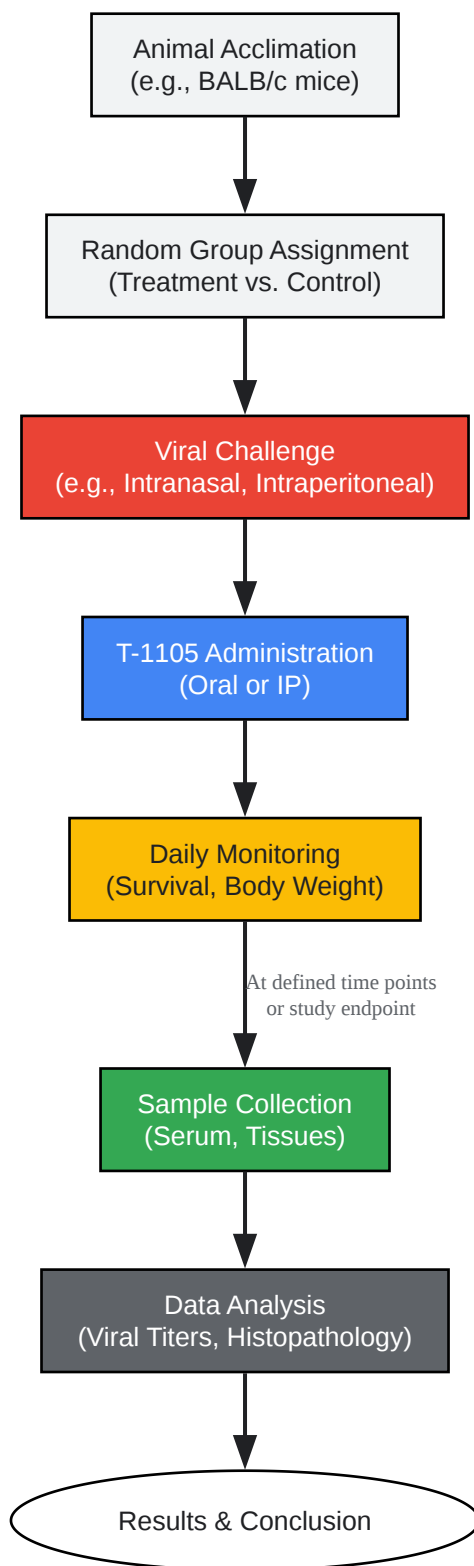 Animal Acclimation
(e.g., BALB/c mice)
Random Group Assignment
(Treatment vs. Control)
Viral Challenge
(e.g., Intranasal, Intraperitoneal)
T-1105 Administration
(Oral or IP)
Daily Monitoring
(Survival, Body Weight)
At defined time points
or study endpoint
Sample Collection
(Serum, Tissues)
Data Analysis
(Viral Titers, Histopathology)
Results & Conclusion